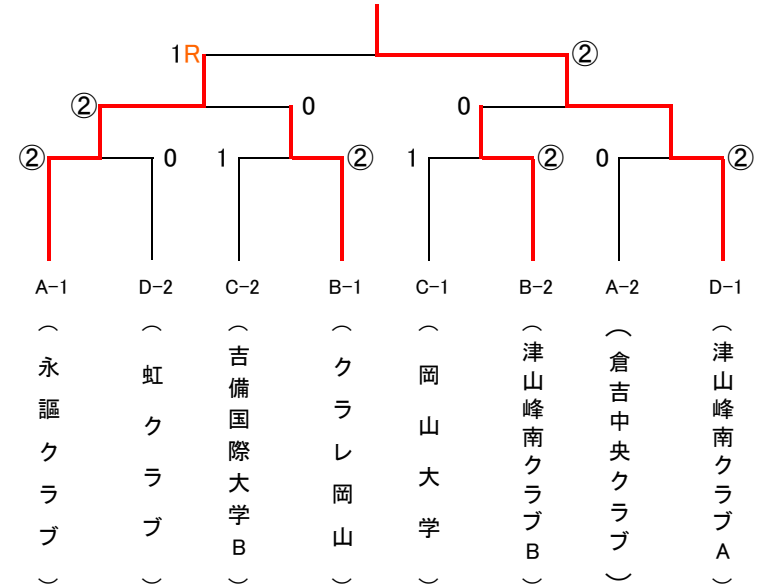 1R ②
② 0 0
② 0 1 ② 1 ② 0 ②
A-1 D-2 C-2 B-1 C-1 B-2 A-2 D-1
（永謳クラブ）
（虹クラブ）
（吉備国際大学B）
（クラレ岡山）
（岡山大学）
（津山峰南クラブB）
（倉吉中央クラブ）
（津山峰南クラブA）